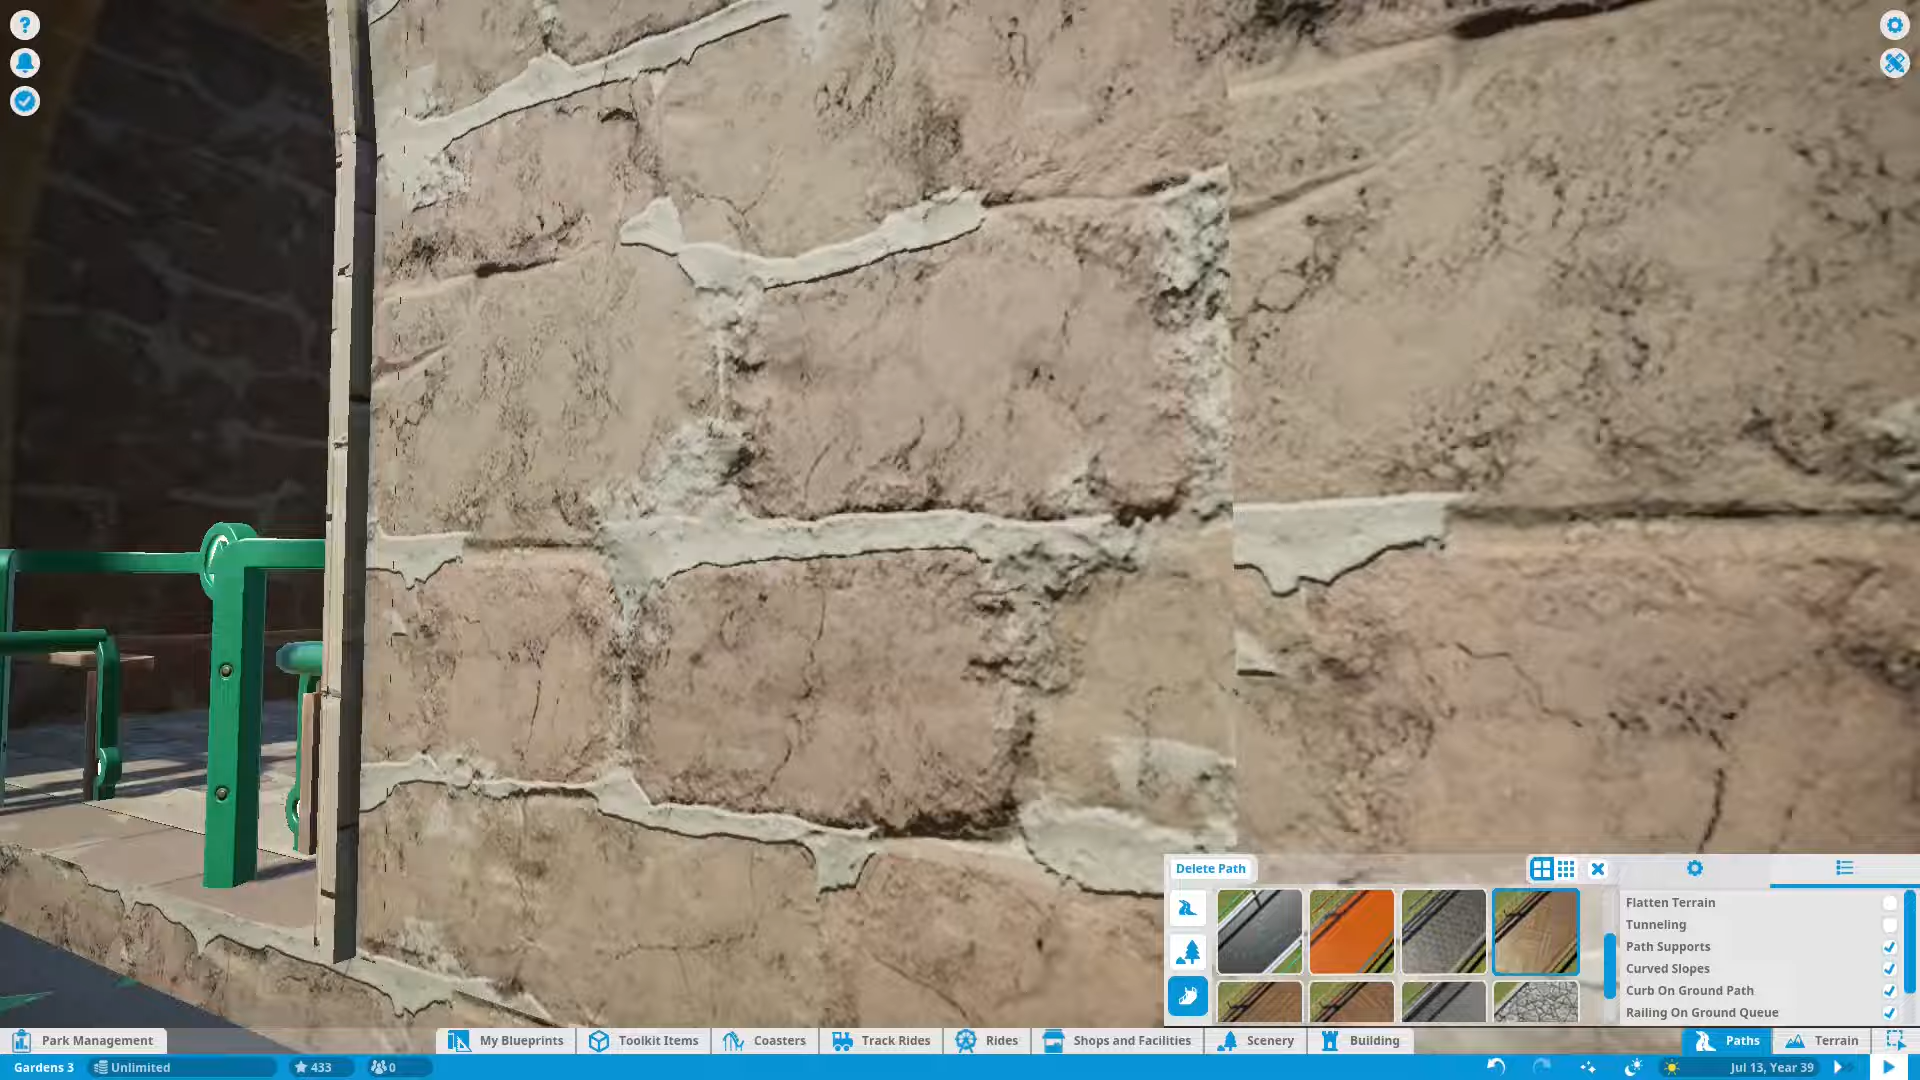 Delete Path
Flatten Terrain
Tunneling
Path Supports
Curved Slopes
Curb On Ground Path
Railing On Ground Queue
Park Management
My Blueprints
Toolkit Items
Coasters
Track Rides
Rides
Shops and Facilities
Scenery
Building
Paths
Terrain
Gardens 3
Unlimited
433
0
Jul 13, Year 39